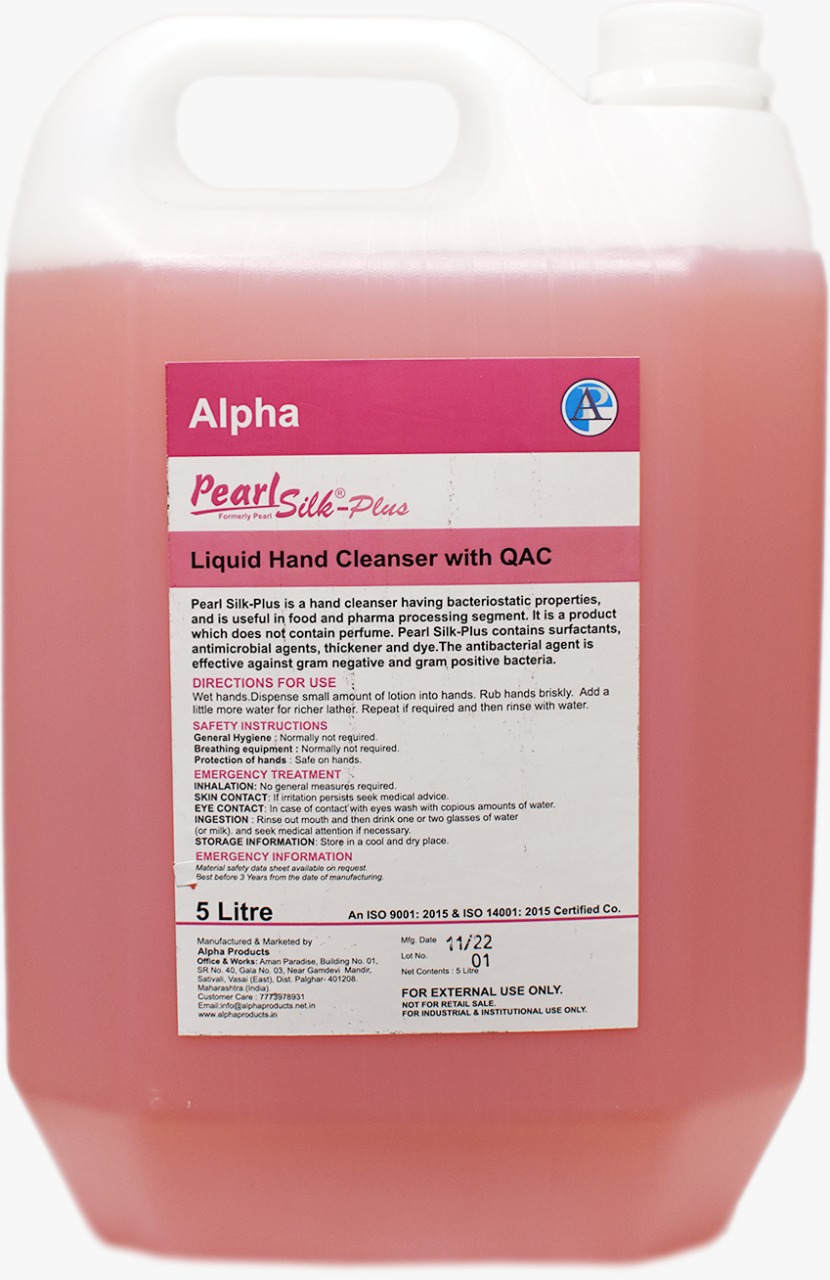 Alpha
AP
Pearl Silk®-Plus
Formerly Pearl
Liquid Hand Cleanser with QAC
Pearl Silk-Plus is a hand cleanser having bacteriostatic properties,
and is useful in food and pharma processing segment. It is a product
which does not contain perfume. Pearl Silk-Plus contains surfactants,
antimicrobial agents, thickener and dye.The antibacterial agent is
effective against gram negative and gram positive bacteria.
DIRECTIONS FOR USE
Wet hands.Dispense small amount of lotion into hands. Rub hands briskly. Add a
little more water for richer lather. Repeat if required and then rinse with water.
SAFETY INSTRUCTIONS
General Hygiene : Normally not required.
Breathing equipment : Normally not required.
Protection of hands : Safe on hands.
EMERGENCY TREATMENT
INHALATION: No general measures required.
SKIN CONTACT: If irritation persists seek medical advice.
EYE CONTACT: In case of contact with eyes wash with copious amounts of water.
INGESTION : Rinse out mouth and then drink one or two glasses of water
(or milk). and seek medical attention if necessary.
STORAGE INFORMATION: Store in a cool and dry place.
EMERGENCY INFORMATION
Material safety data sheet available on request.
Best before 3 Years from the date of manufacturing.
5 Litre
An ISO 9001: 2015 & ISO 14001: 2015 Certified Co.
Manufactured & Marketed by
Alpha Products
Office & Works: Aman Paradise, Building No. 01,
SR No. 40, Gala No. 03, Near Gamdevi Mandir,
Sativali, Vasai (East), Dist. Palghar- 401208.
Maharashtra.(India).
Customer Care : 7773978931
Email:info@alphaproducts.net.in
www.alphaproducts.in
Mfg. Date 11/22
Lot No. 01
Net Contents : 5 Litre
FOR EXTERNAL USE ONLY.
NOT FOR RETAIL SALE.
FOR INDUSTRIAL & INSTITUTIONAL USE ONLY.